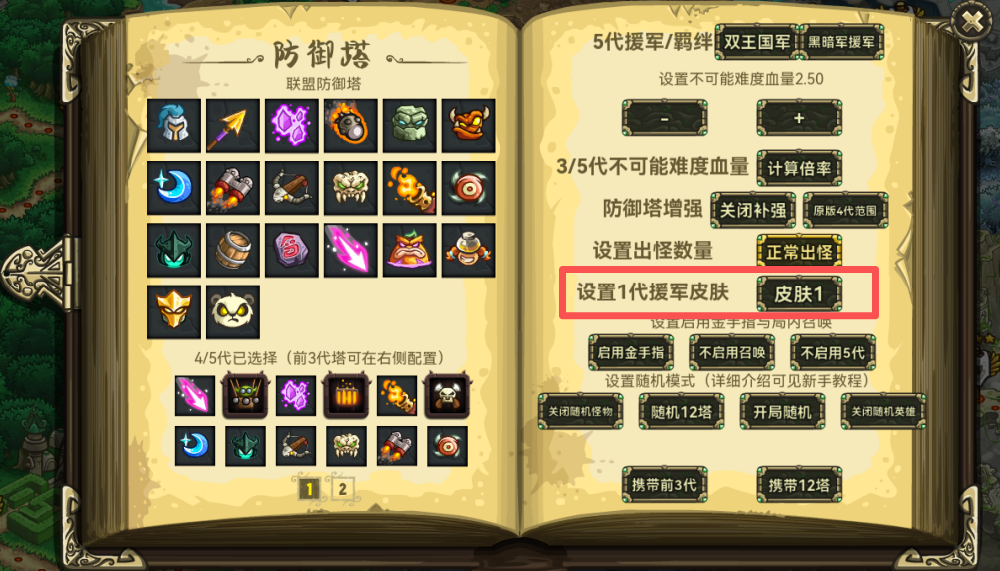 防御塔
联盟防御塔
4/5代已选择（前3代塔可在右侧配置）
1 2
5代援军/羁绊 双王国军 黑暗军援军
设置不可能难度血量2.50
- +
3/5代不可能难度血量 计算倍率
防御塔增强 关闭补强 原版4代范围
设置出怪数量 正常出怪
设置1代援军皮肤 皮肤1
设置启用金手指与局内召唤
启用金手指 不启用召唤 不启用5代
设置随机模式（详细介绍可见新手教程）
关闭随机怪物 随机12塔 开局随机 关闭随机英雄
携带前3代 携带12塔